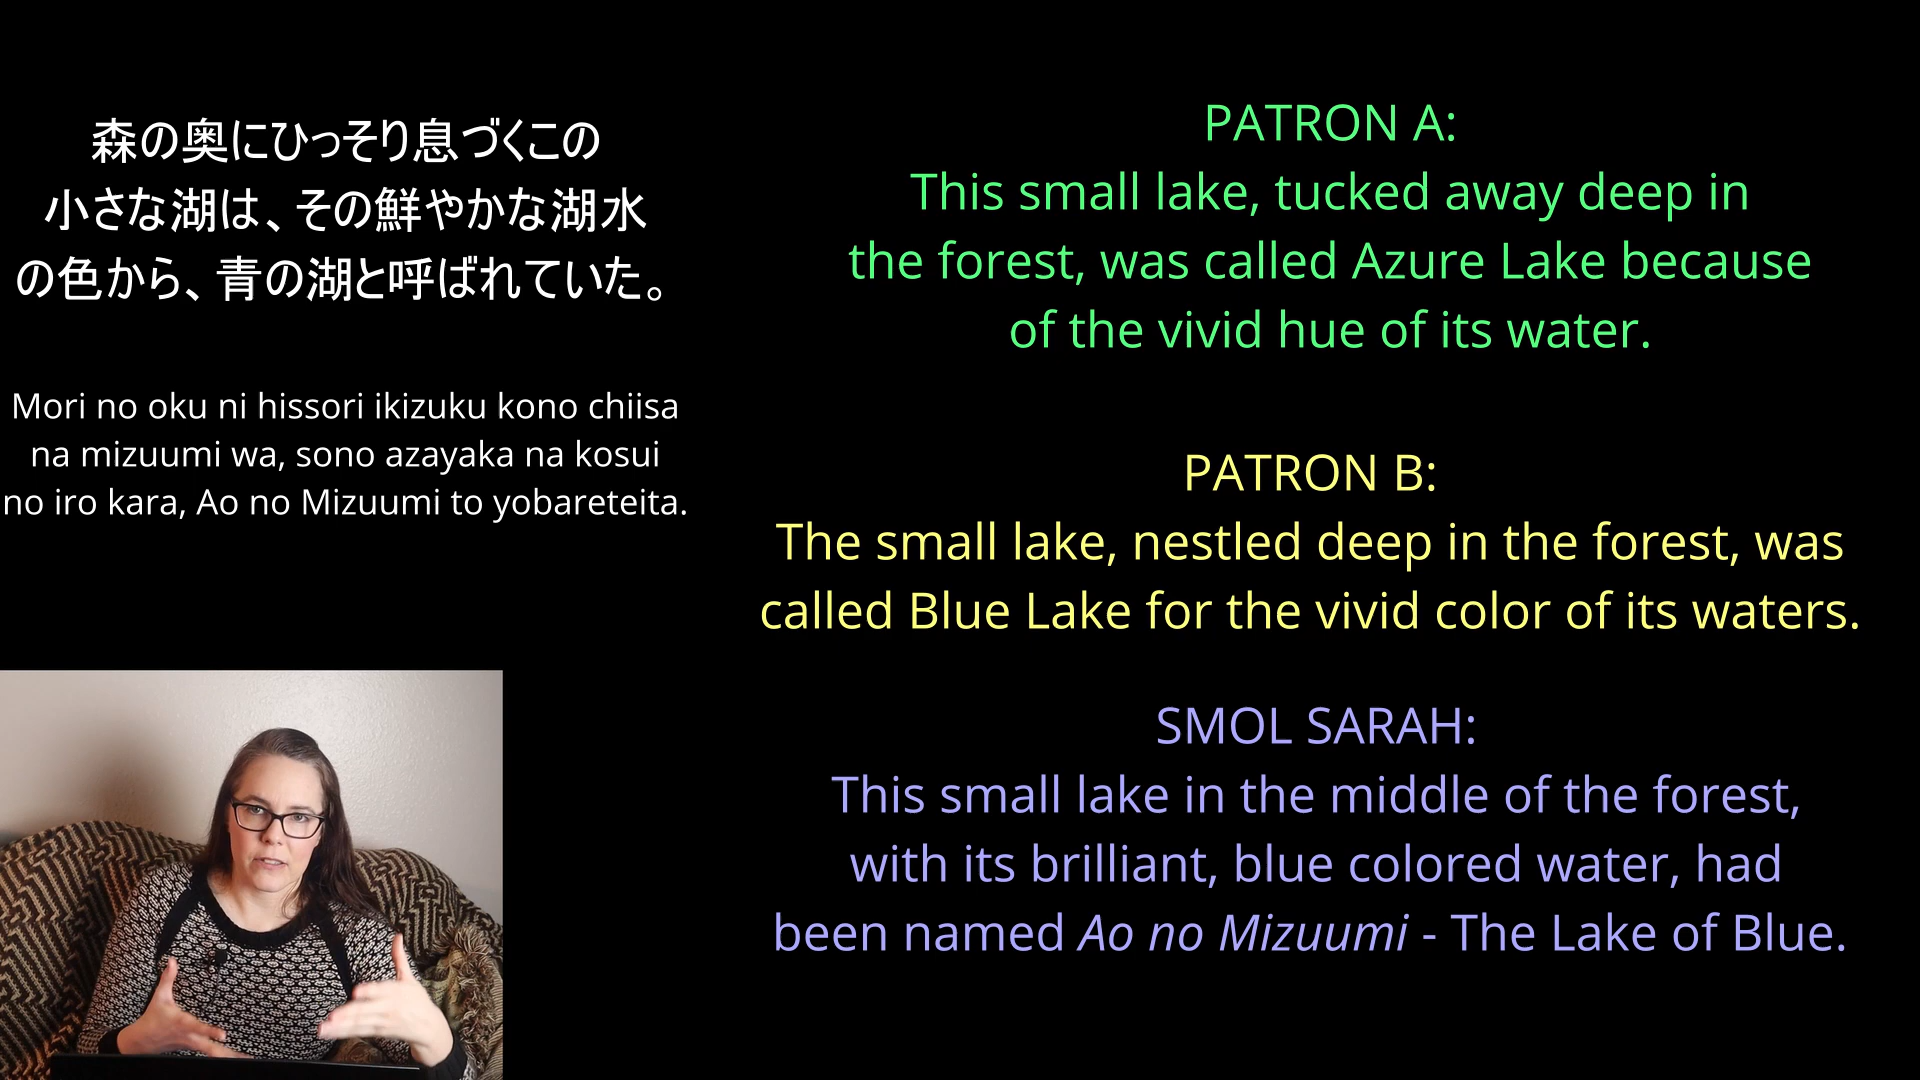 森の奥にひっそり息づくこの
小さな湖は、その鮮やかな湖水
の色から、青の湖と呼ばれていた。
Mori no oku ni hissori ikizuku kono chiisa
na mizuumi wa, sono azayaka na kosui
no iro kara, Ao no Mizuumi to yobareteita.
PATRON A:
This small lake, tucked away deep in
the forest, was called Azure Lake because
of the vivid hue of its water.
PATRON B:
The small lake, nestled deep in the forest, was
called Blue Lake for the vivid color of its waters.
SMOL SARAH:
This small lake in the middle of the forest,
with its brilliant, blue colored water, had
been named Ao no Mizuumi - The Lake of Blue.